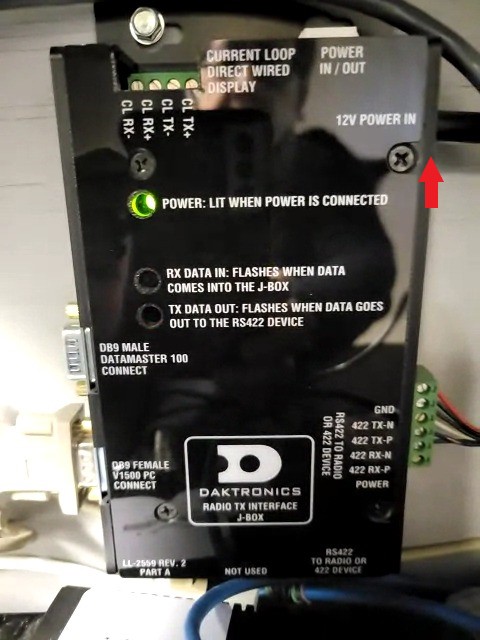 CURRENT LOOP
DIRECT WIRED
DISPLAY
POWER
IN / OUT
CL RX-
CL RX+
CL TX-
CL TX+
12V POWER IN
POWER: LIT WHEN POWER IS CONNECTED
RX DATA IN: FLASHES WHEN DATA
COMES INTO THE J-BOX
TX DATA OUT: FLASHES WHEN DATA GOES
OUT TO THE RS422 DEVICE
DB9 MALE
DATAMASTER 100
CONNECT
RS422 TO RADIO
OR 422 DEVICE
GND
422 TX-N
422 TX-P
422 RX-N
422 RX-P
POWER
DB9 FEMALE
V1500 PC
CONNECT
DAKTRONICS
RADIO TX INTERFACE
J-BOX
LL-2559 REV. 2
PART A
NOT USED
RS422
TO RADIO OR
422 DEVICE